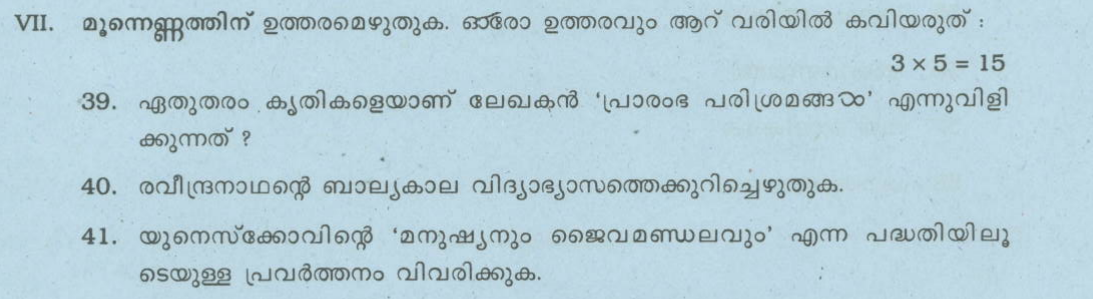 VII. മൂന്നെണ്ണത്തിന് ഉത്തരമെഴുതുക. ഓരോ ഉത്തരവും ആറ് വരിയിൽ കവിയരുത് :
3 × 5 = 15
39. ഏതുതരം കൃതികളെയാണ് ലേഖകൻ ‘പ്രാരംഭ പരിശ്രമങ്ങൾ’ എന്നുവിളി
ക്കുന്നത് ?
40. രവീന്ദ്രനാഥന്റെ ബാല്യകാല വിദ്യാഭ്യാസത്തെക്കുറിച്ചെഴുതുക.
41. യുനെസ്ക്കോവിന്റെ ‘മനുഷ്യനും ജൈവമണ്ഡലവും’ എന്ന പദ്ധതിയിലൂ
ടെയുള്ള പ്രവർത്തനം വിവരിക്കുക.